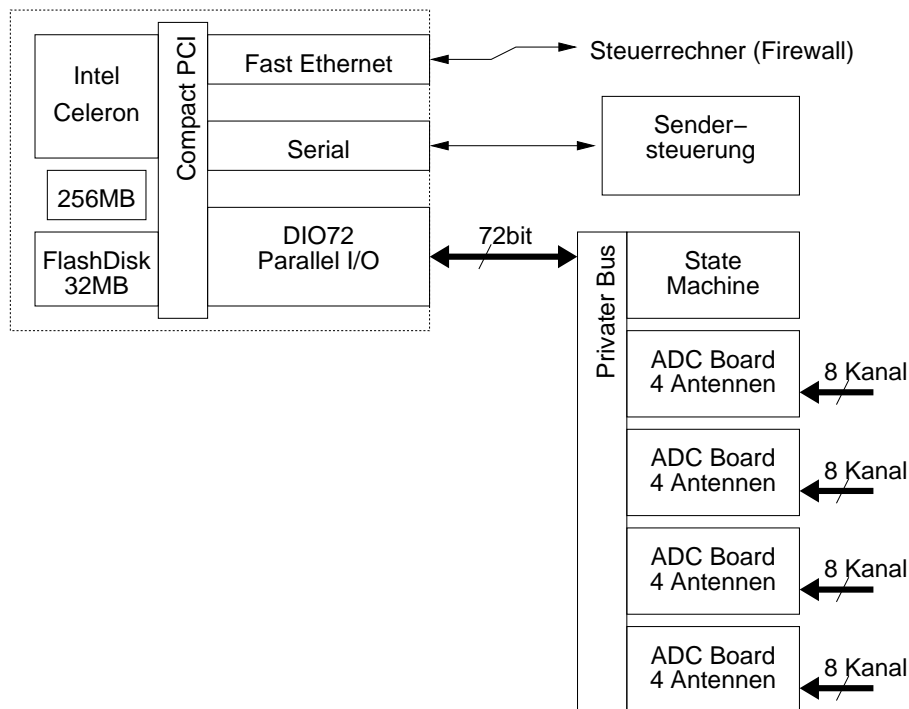 Intel
Celeron
256MB
FlashDisk
32MB
Compact PCI
Fast Ethernet
Serial
DIO72
Parallel I/O
Steuerrechner (Firewall)
Sender−
steuerung
72bit
Privater Bus
State
Machine
ADC Board
4 Antennen
8 Kanal
ADC Board
4 Antennen
8 Kanal
ADC Board
4 Antennen
8 Kanal
ADC Board
4 Antennen
8 Kanal